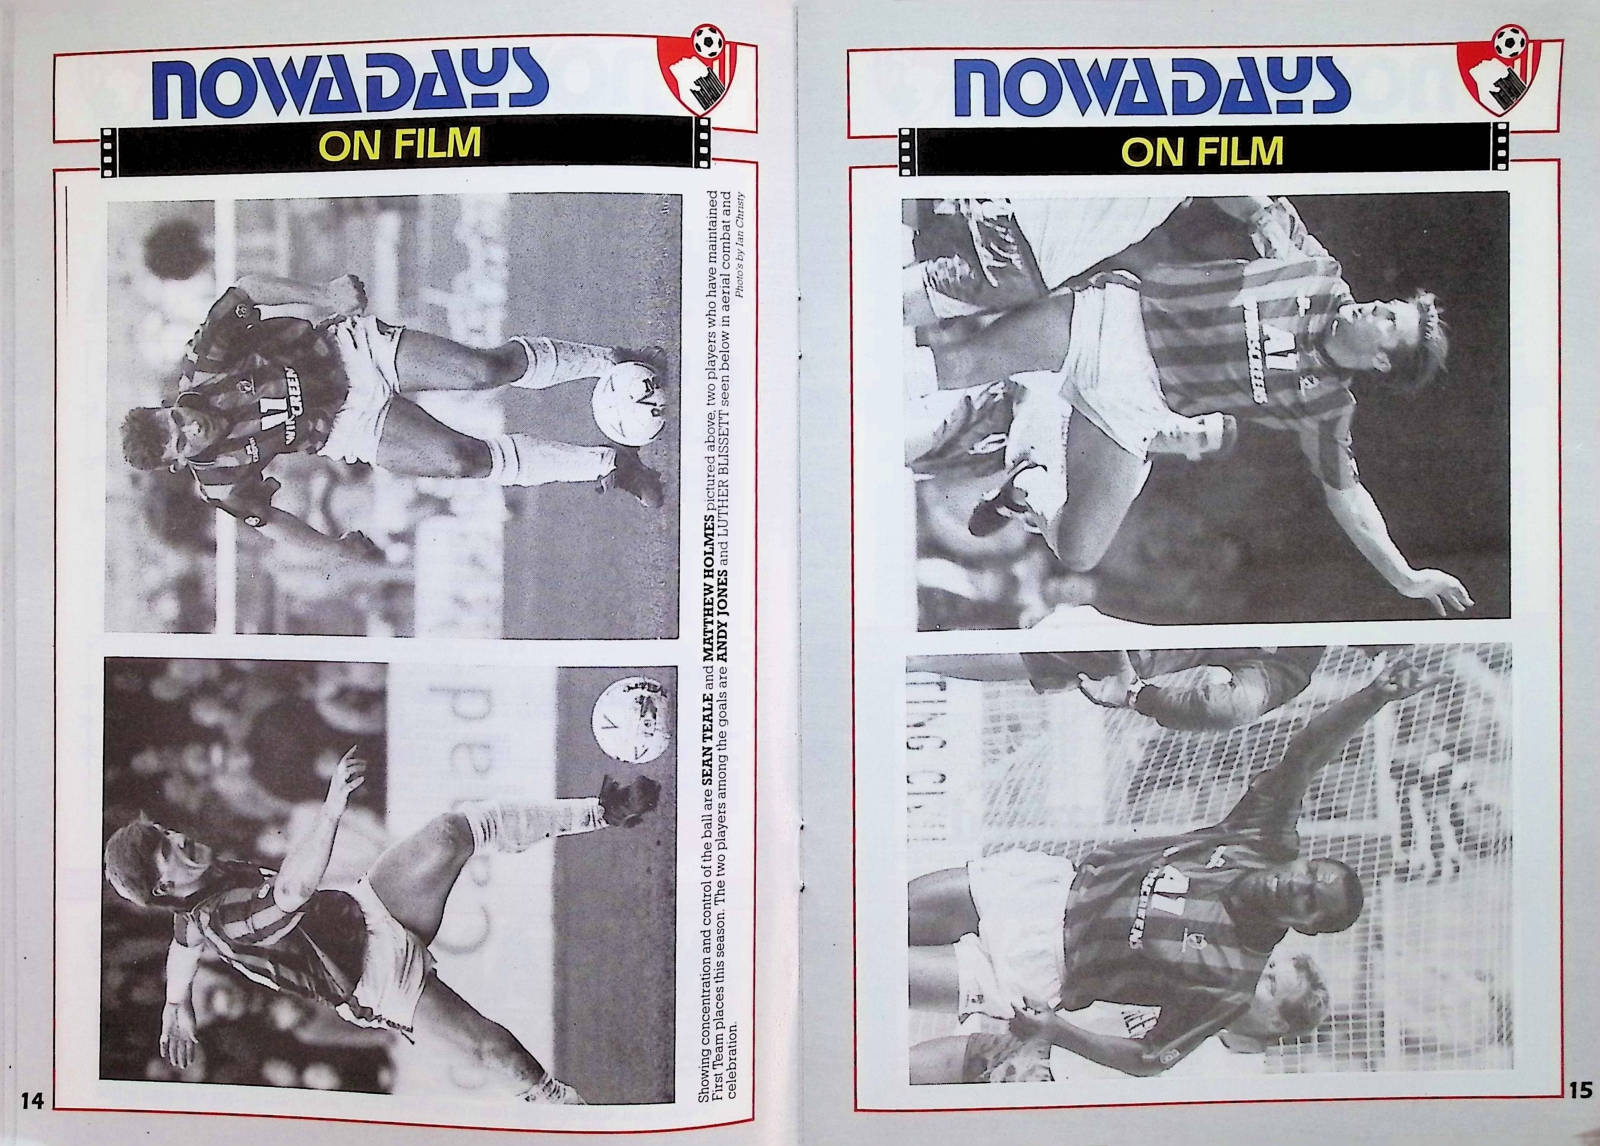 NOWADAYS
ON FILM
Showing concentration and control of the ball are SEAN TEALE and MATTHEW HOLMES pictured above, two players who have maintained
First Team places this season. The two players among the goals are ANDY JONES and LUTHER BLISSETT seen below in aerial combat and
celebration.
Photo's by Ian Christy
14
NOWADAYS
ON FILM
15